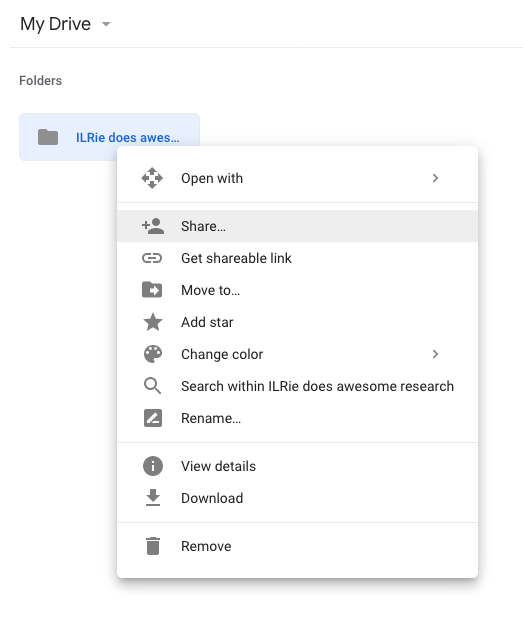 My Drive
Folders
ILRie does awes...
Open with
Share...
Get shareable link
Move to...
Add star
Change color
Search within ILRie does awesome research
Rename...
View details
Download
Remove